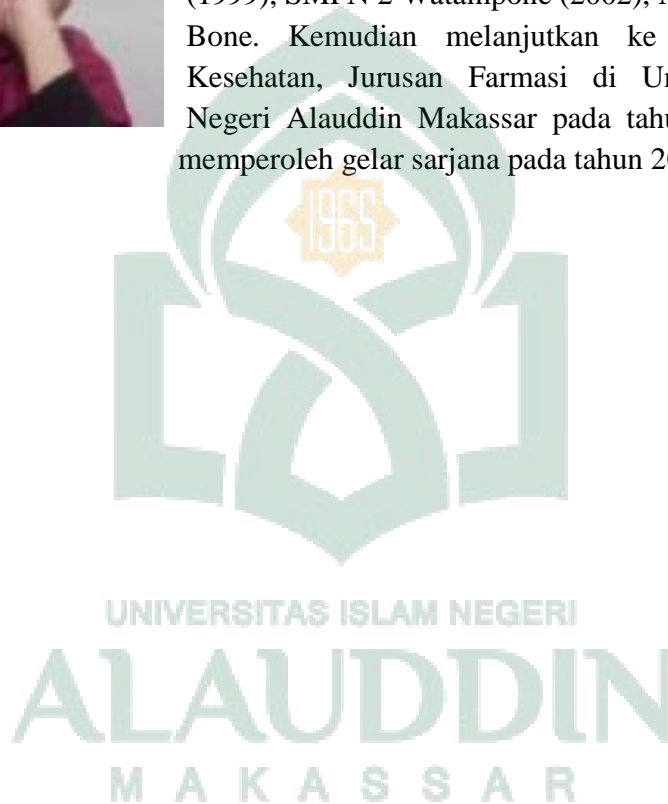 (1999), SMPN 2 Watampone (2002),
Bone. Kemudian melanjutkan ke
Kesehatan, Jurusan Farmasi di
Negeri Alauddin Makassar pada
memperoleh gelar sarjana pada tahun
1965
UNIVERSITAS ISLAM NEGERI
ALAUDDIN
MAKASSAR